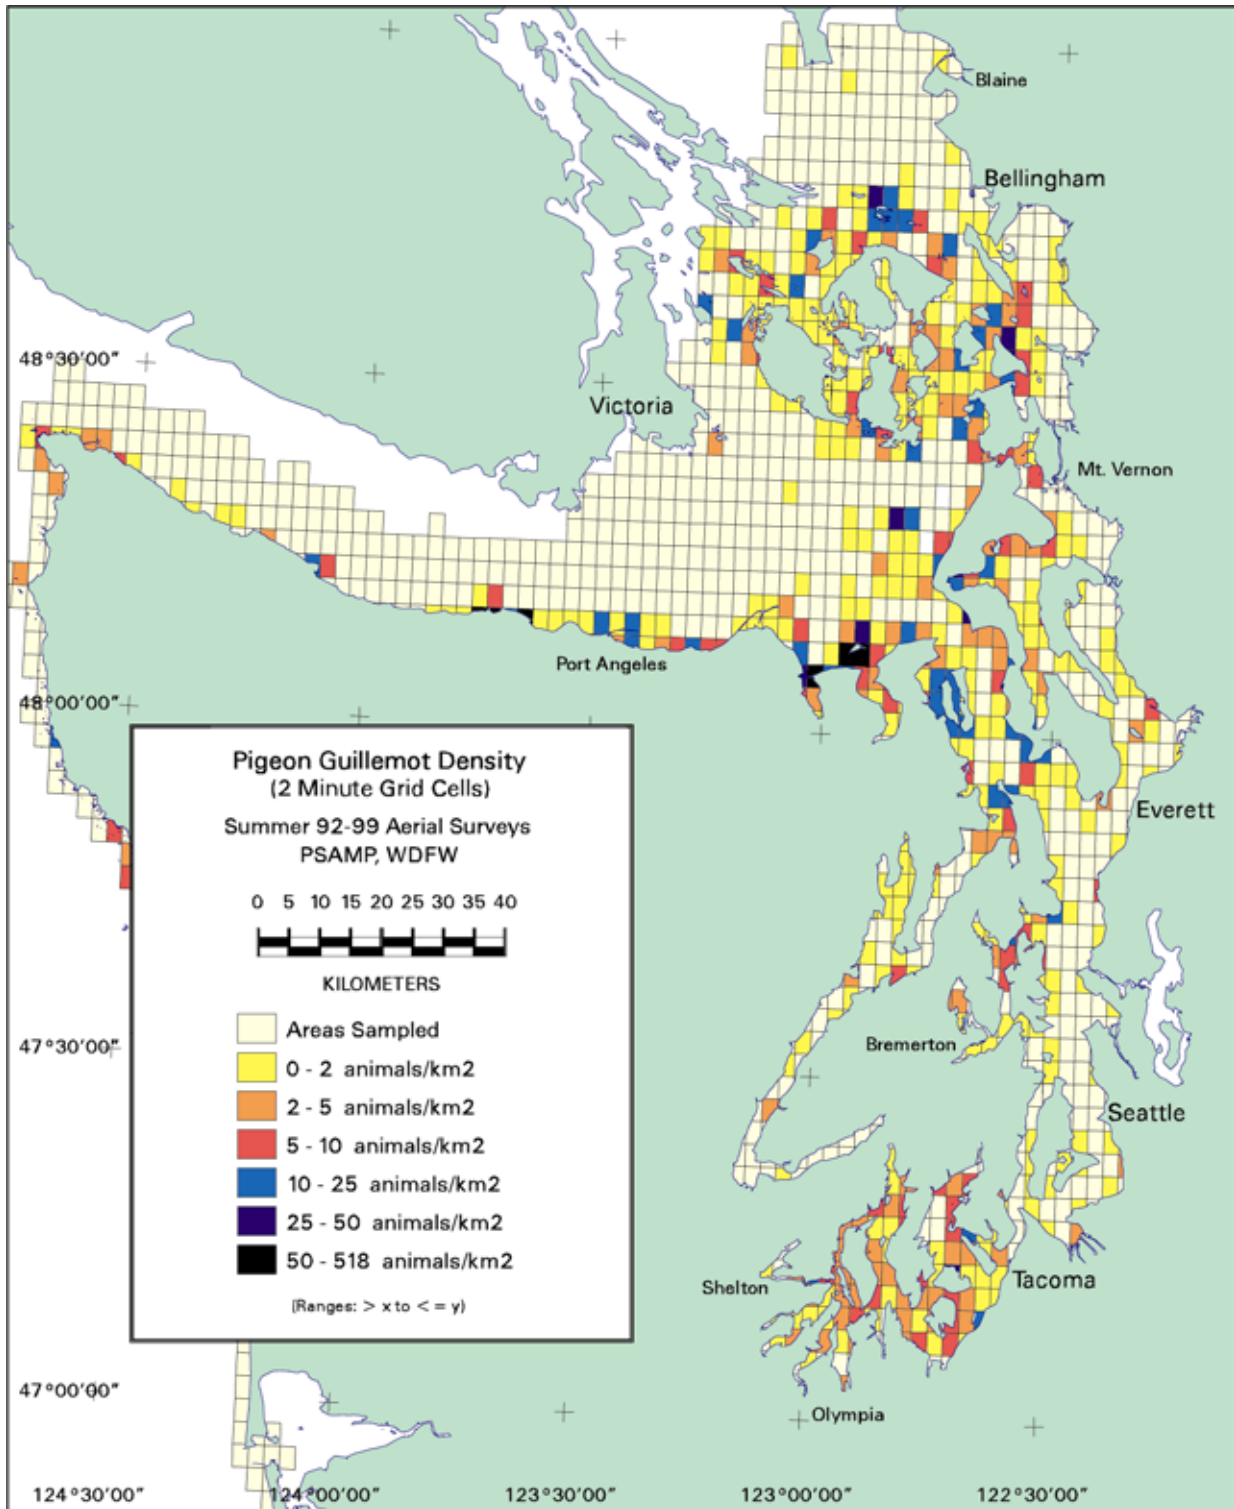 Blaine
Bellingham
48°30'00"
Victoria
Mt. Vernon
Port Angeles
48°00'00"
Pigeon Guillemot Density
(2 Minute Grid Cells)
Summer 92-99 Aerial Surveys
PSAMP, WDFW
0 5 10 15 20 25 30 35 40
KILOMETERS
Areas Sampled
0 - 2 animals/km2
2 - 5 animals/km2
5 - 10 animals/km2
10 - 25 animals/km2
25 - 50 animals/km2
50 - 518 animals/km2
(Ranges: > x to < = y)
Everett
47°30'00"
Bremerton
Seattle
Shelton
Tacoma
47°00'00"
Olympia
124°30'00" 124°00'00" 123°30'00" 123°00'00" 122°30'00"